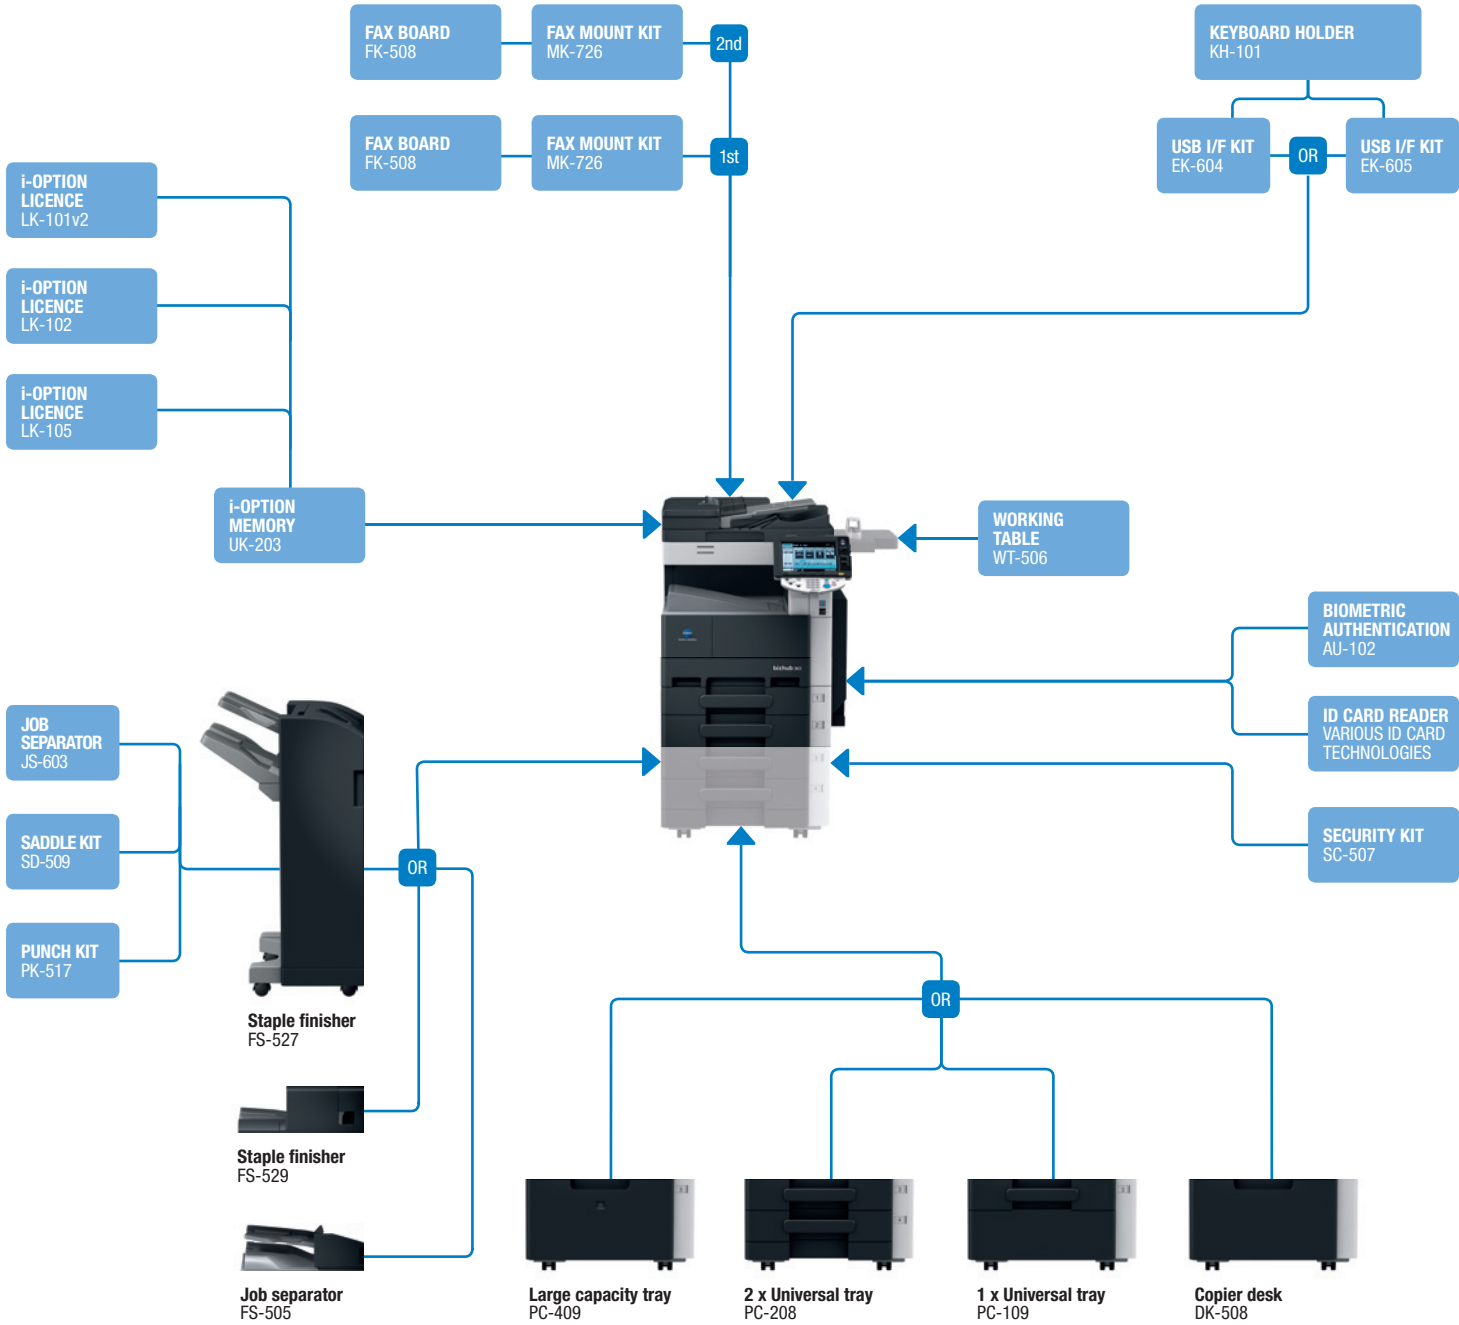 FAX BOARD
FK-508
FAX MOUNT KIT
MK-726
2nd
KEYBOARD HOLDER
KH-101
FAX BOARD
FK-508
FAX MOUNT KIT
MK-726
1st
USB I/F KIT
EK-604
OR
USB I/F KIT
EK-605
i-OPTION
LICENCE
LK-101v2
i-OPTION
LICENCE
LK-102
i-OPTION
LICENCE
LK-105
i-OPTION
MEMORY
UK-203
WORKING
TABLE
WT-506
BIOMETRIC
AUTHENTICATION
AU-102
ID CARD READER
VARIOUS ID CARD
TECHNOLOGIES
SECURITY KIT
SC-507
bizhub
JOB
SEPARATOR
JS-603
SADDLE KIT
SD-509
PUNCH KIT
PK-517
OR
Staple finisher
FS-527
Staple finisher
FS-529
Job separator
FS-505
OR
Large capacity tray
PC-409
2 x Universal tray
PC-208
1 x Universal tray
PC-109
Copier desk
DK-508